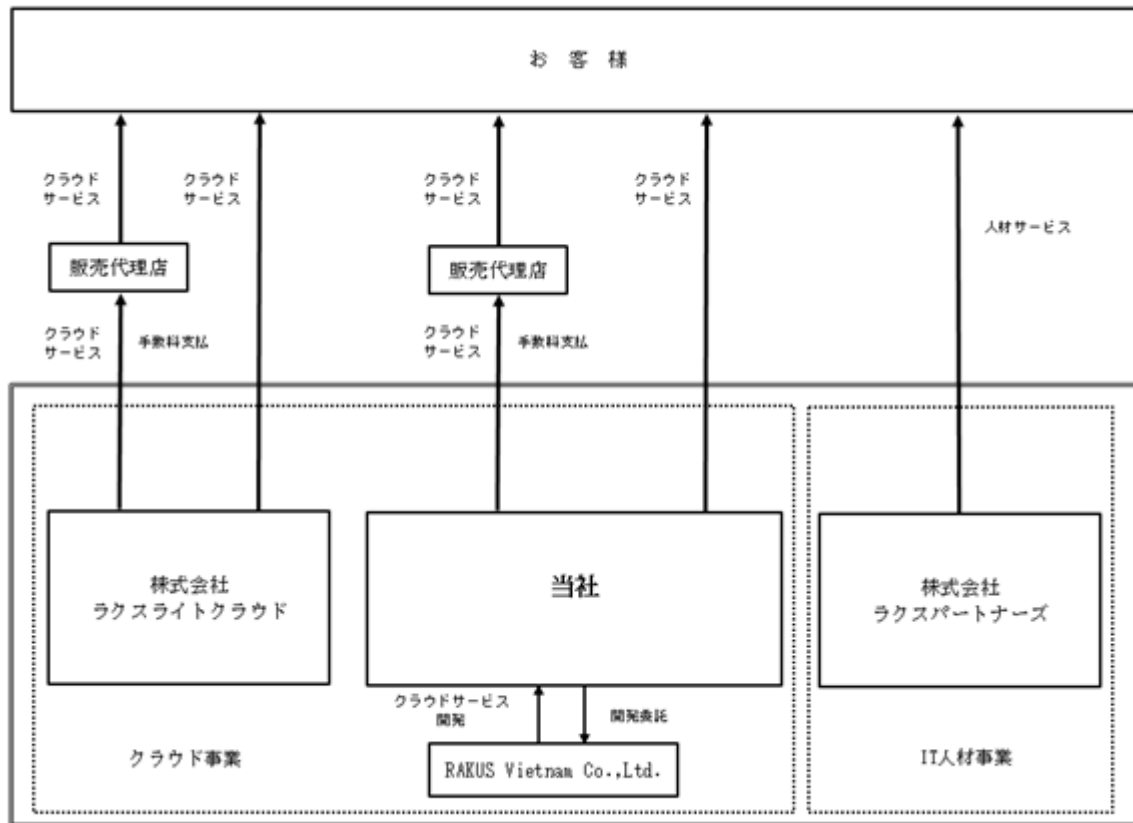 お 客 様
クラウド
サービス
クラウド
サービス
クラウド
サービス
クラウド
サービス
人材サービス
販売代理店
販売代理店
クラウド
サービス
手数料支払
クラウド
サービス
手数料支払
株式会社
ラクスライトクラウド
当社
株式会社
ラクスパートナーズ
クラウドサービス
開発
開発委託
クラウド事業
RAKUS Vietnam Co.,Ltd.
IT人材事業